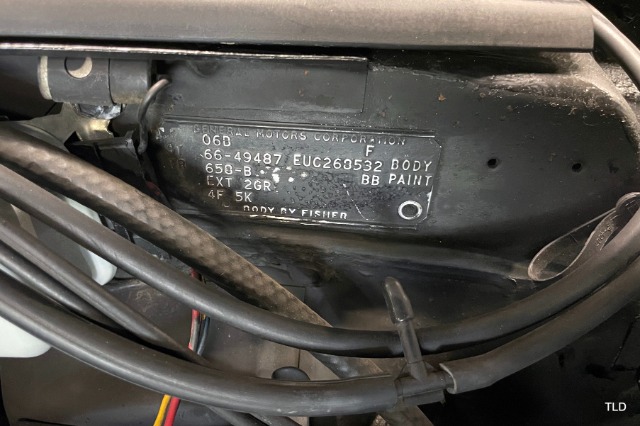 GENERAL MOTORS CORPORATION
06B F
66-49487 EUC260532 BODY
658-B BB PAINT
EXT 2GR
4F 5K
BODY BY FISHER
TLD